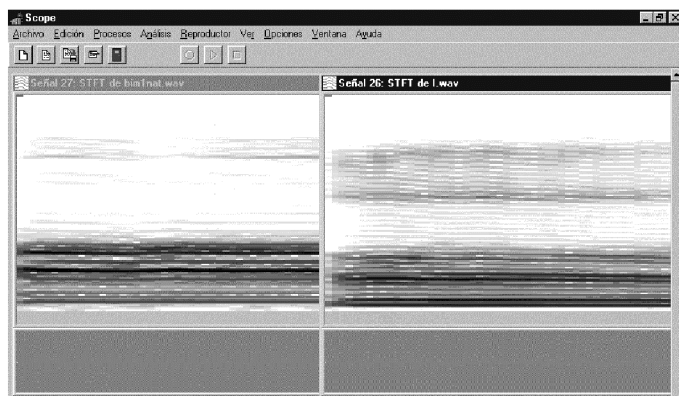 Scope
Archivo Edición Procesos Análisis Reproductor Ver Opciones Ventana Ayuda
Señal 27: STFT de bim1nat.wav
Señal 26: STFT de l.wav